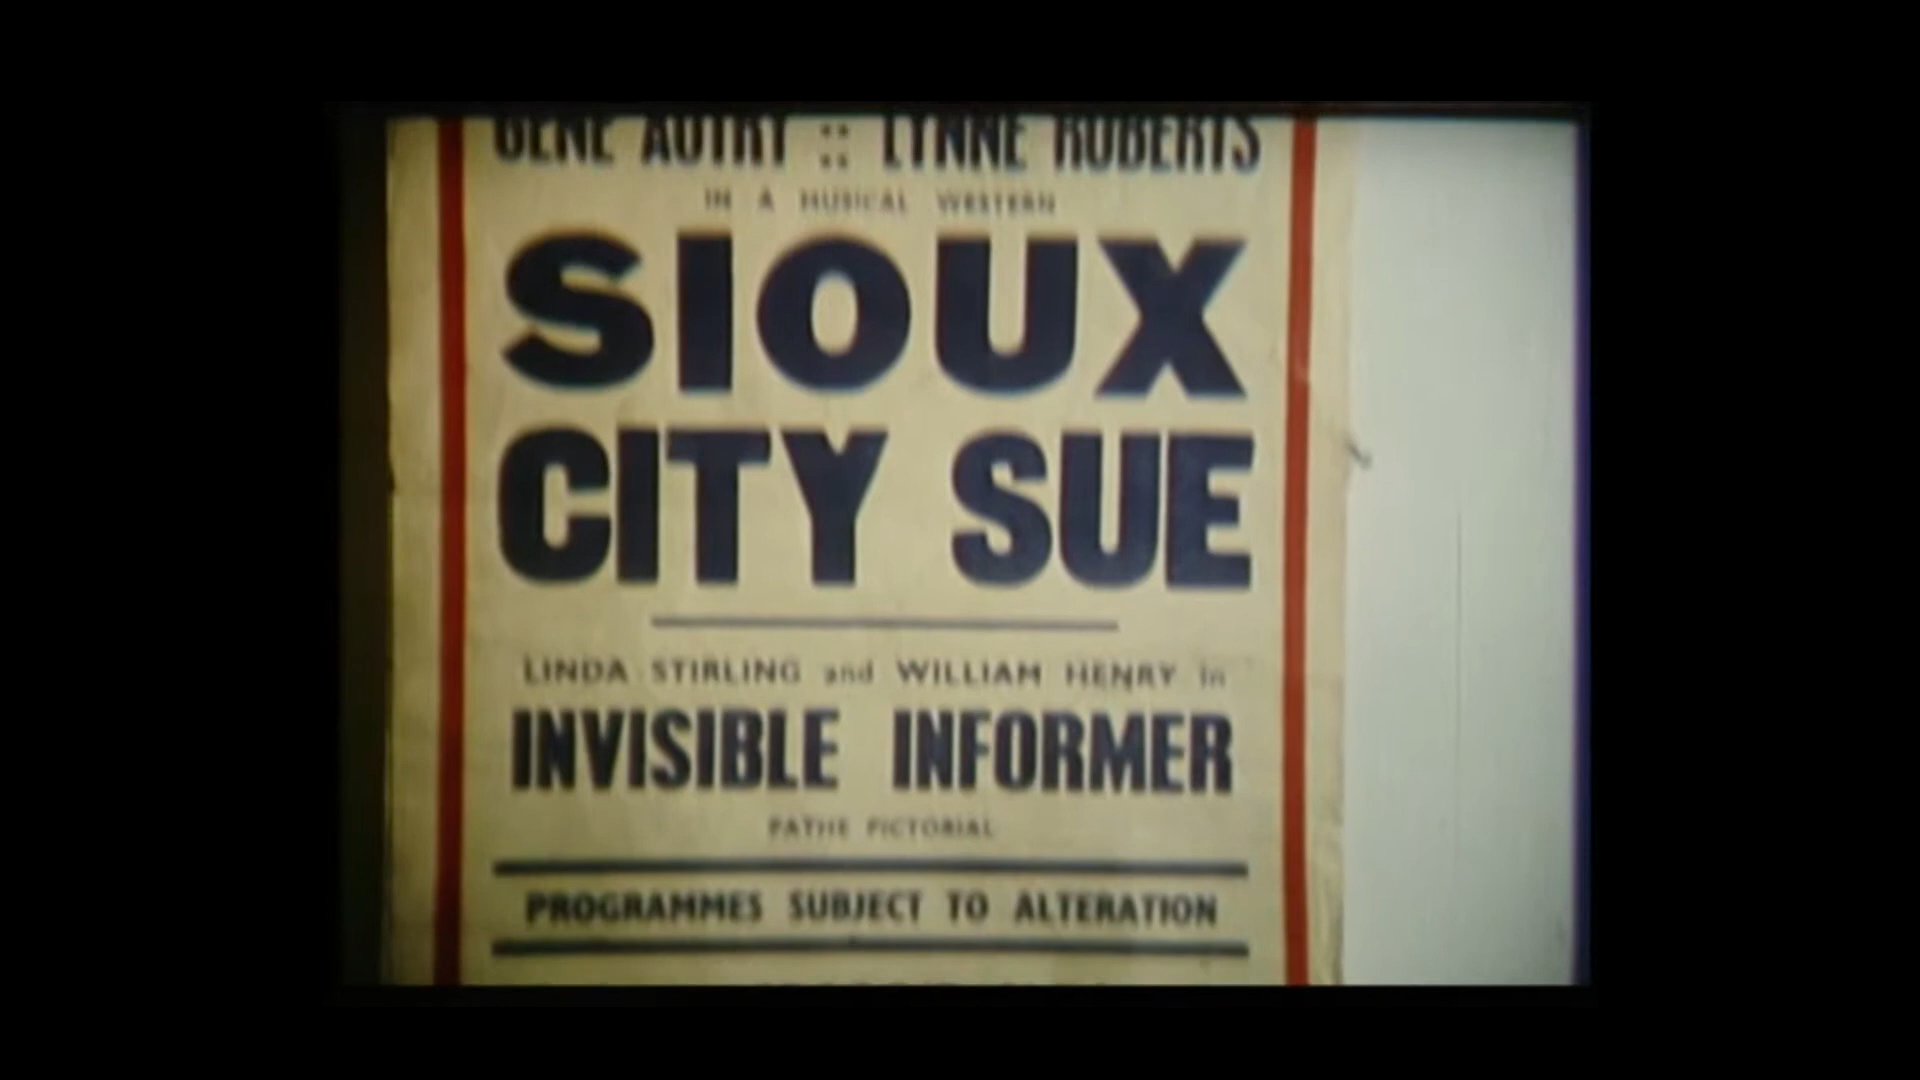 GENE AUTRY :: LYNNE ROBERTS
IN A MUSICAL WESTERN
SIOUX
CITY SUE
LINDA STIRLING and WILLIAM HENRY in
INVISIBLE INFORMER
PATHE PICTORIAL
PROGRAMMES SUBJECT TO ALTERATION